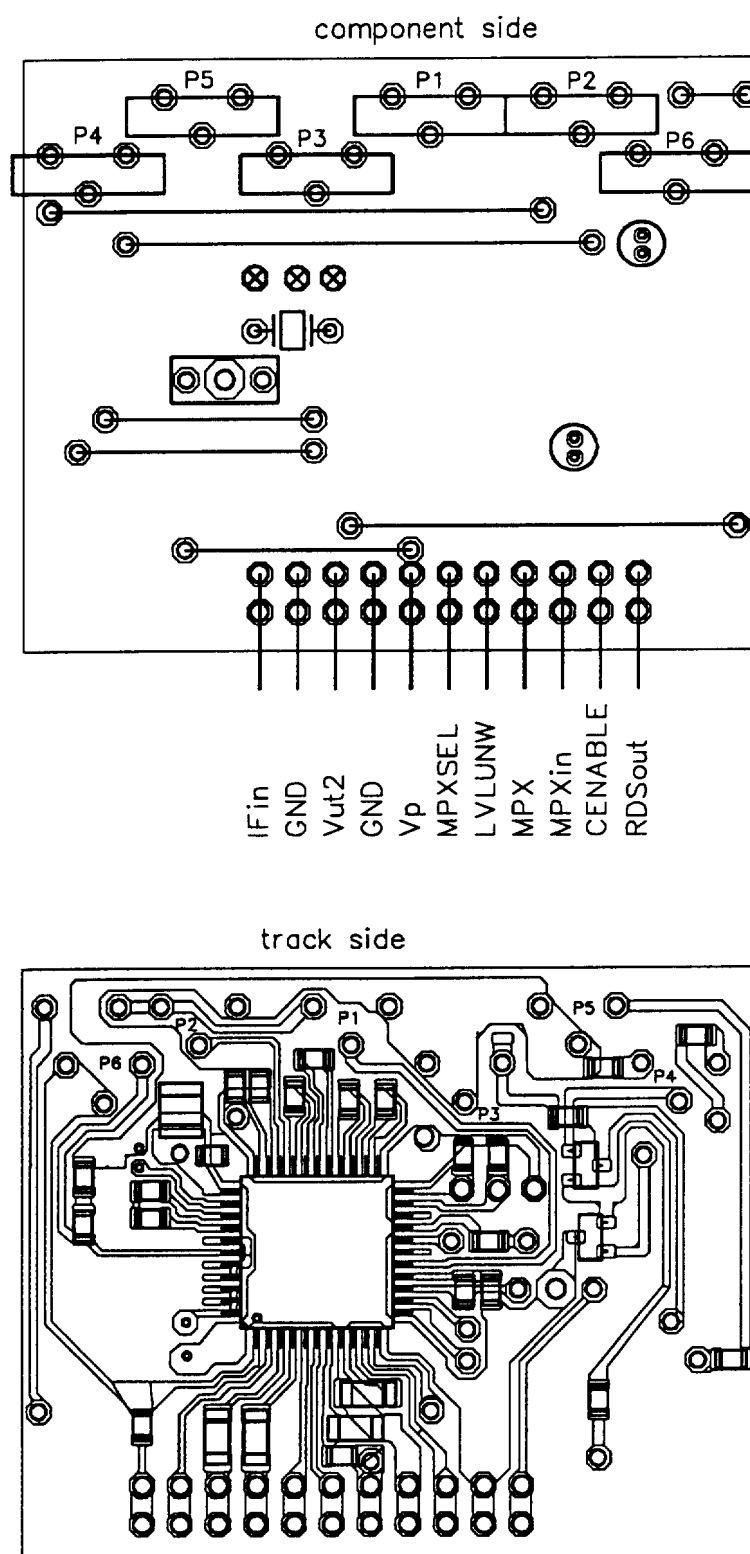 component side
P5
P1
P2
P4
P3
P6
IFin
GND
Vut2
GND
Vp
MPXSEL
LVLUNW
MPX
MPXin
CENABLE
RDSout
track side
P5
P2
P1
P6
P4
P3